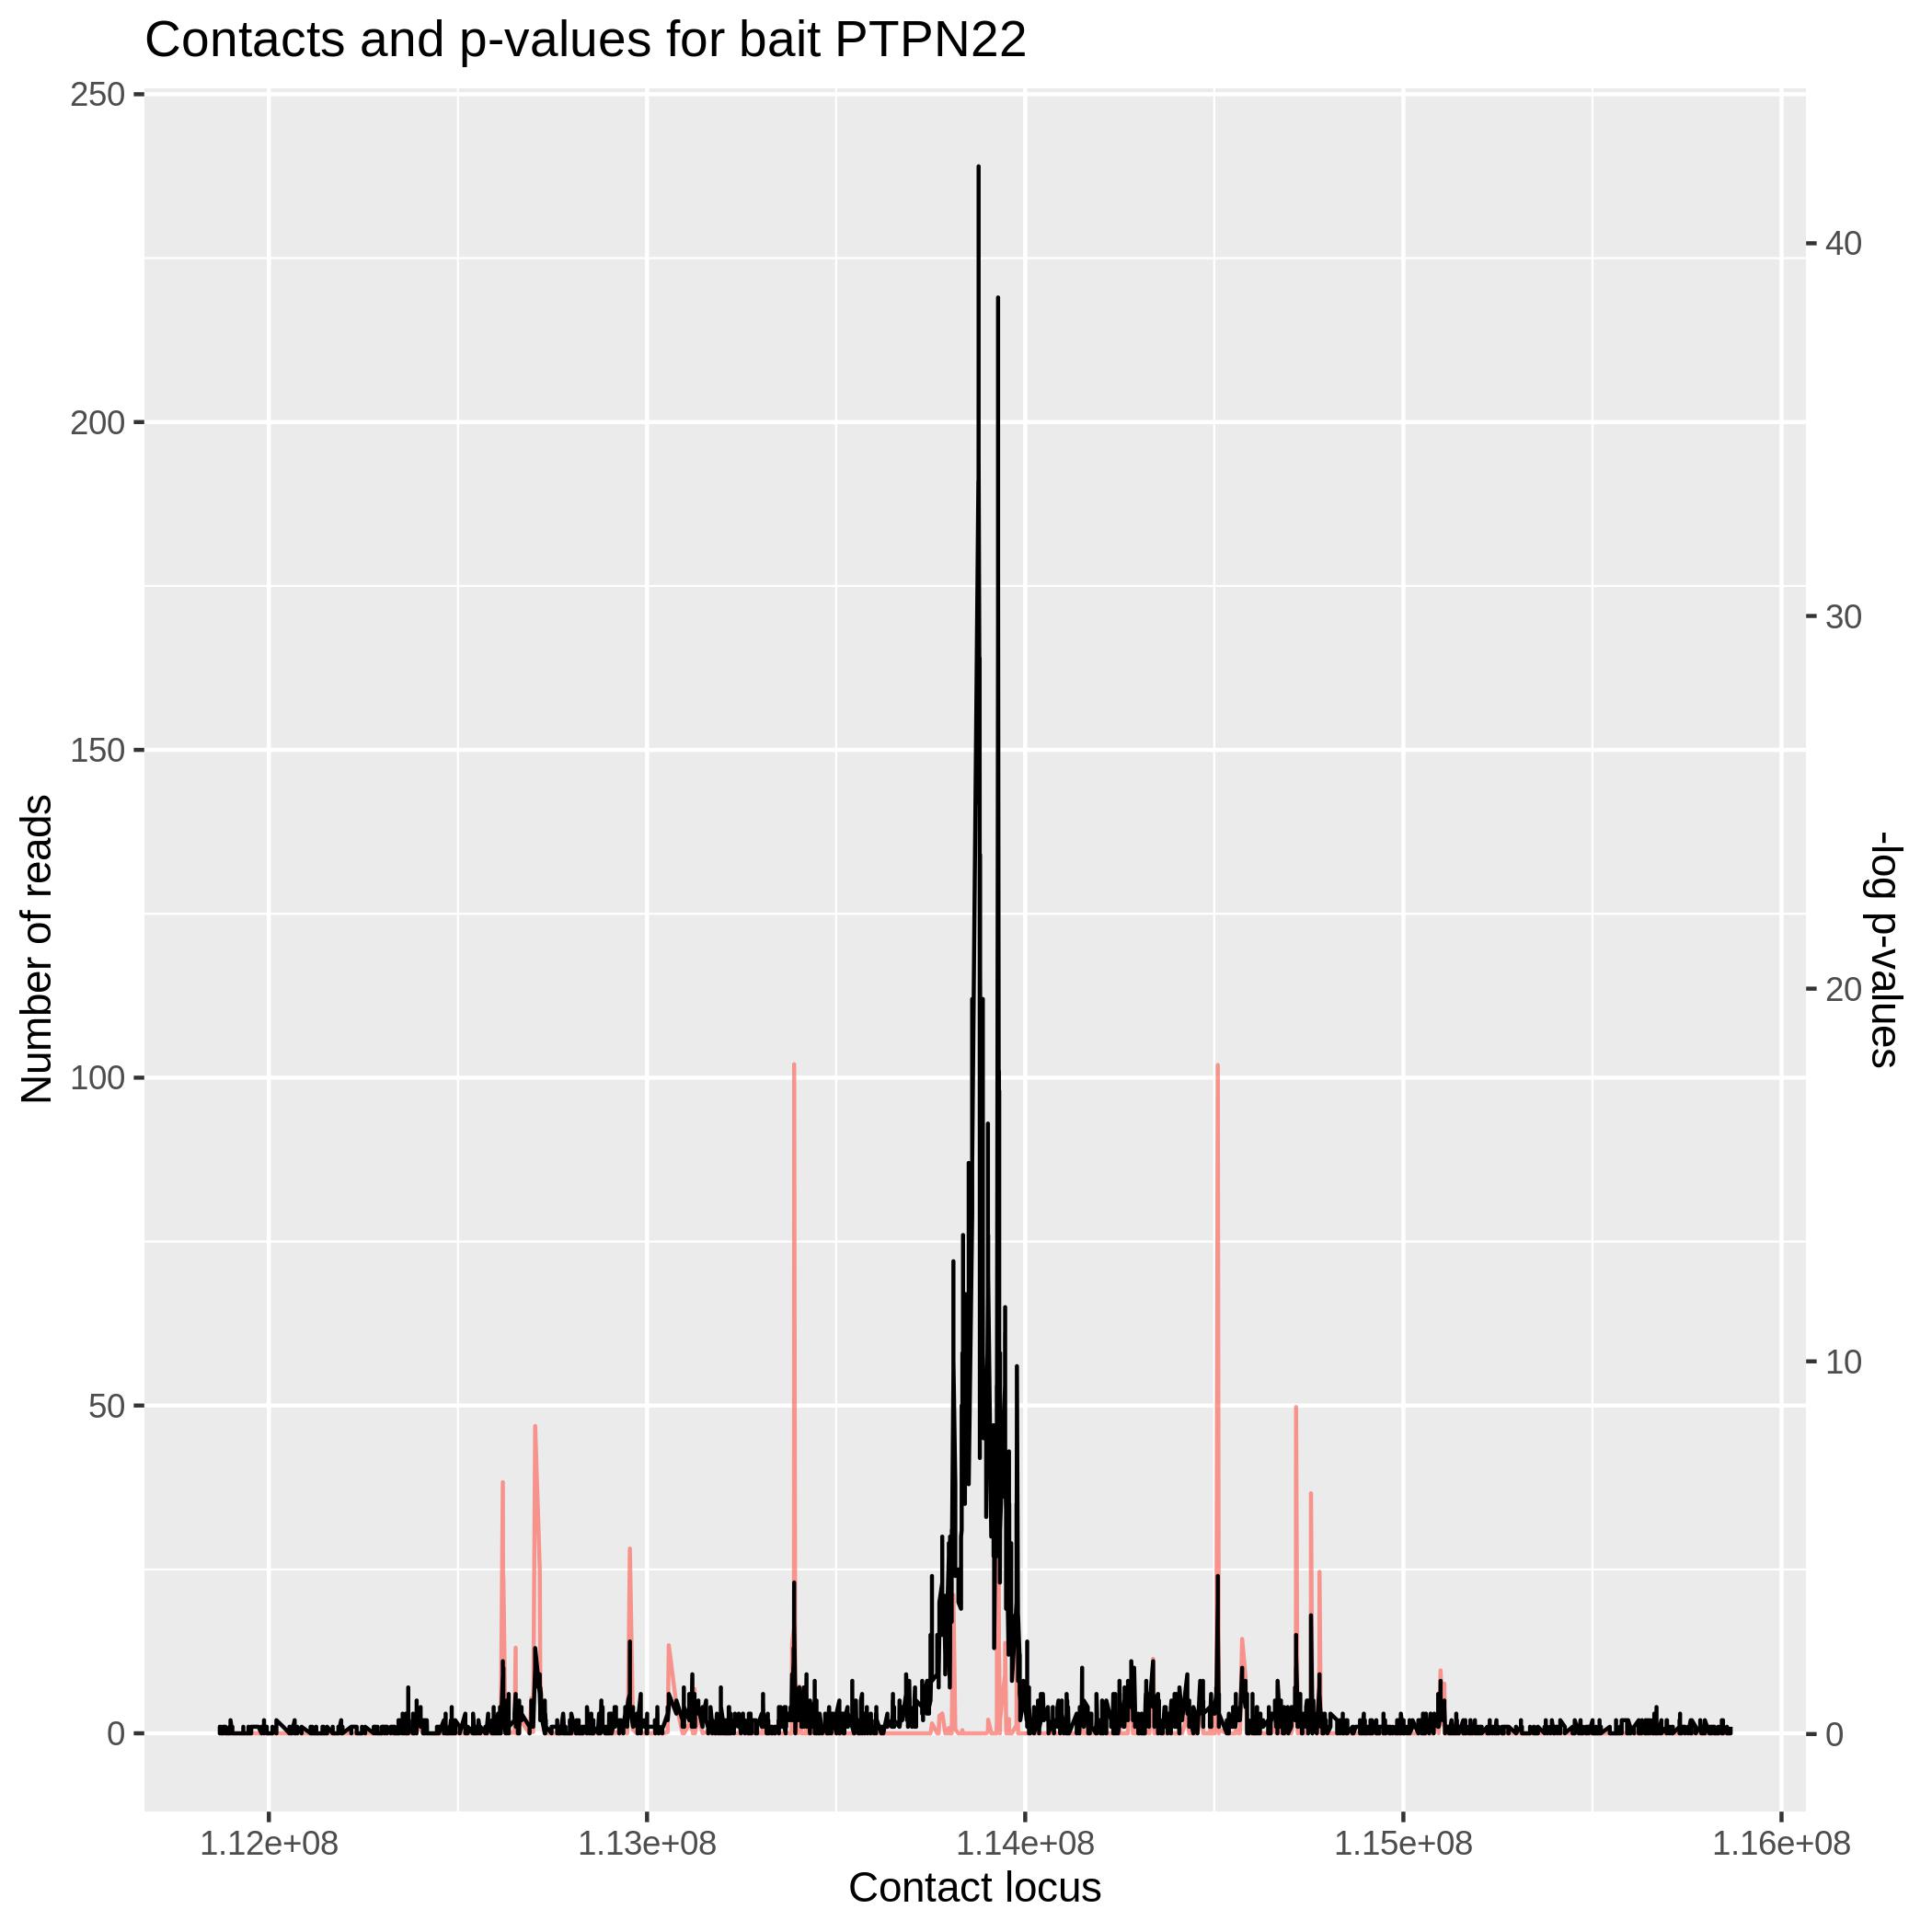 Contacts and p-values for bait PTPN22
250
200
150
100
50
0
Number of reads
40
30
20
10
0
-log p-values
1.12e+08
1.13e+08
1.14e+08
1.15e+08
1.16e+08
Contact locus